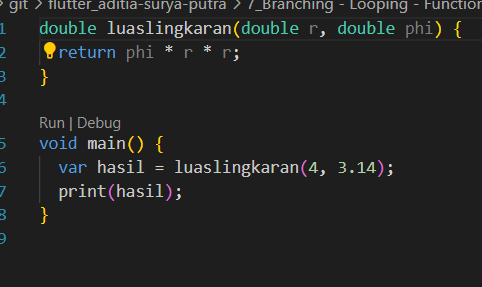 git > flutter_aditia-surya-putra > 7_Branching - Looping - Function
1 double luaslingkaran(double r, double phi) {
2 return phi * r * r;
3 }
4
Run | Debug
5 void main() {
6 var hasil = luaslingkaran(4, 3.14);
7 print(hasil);
8 }
9